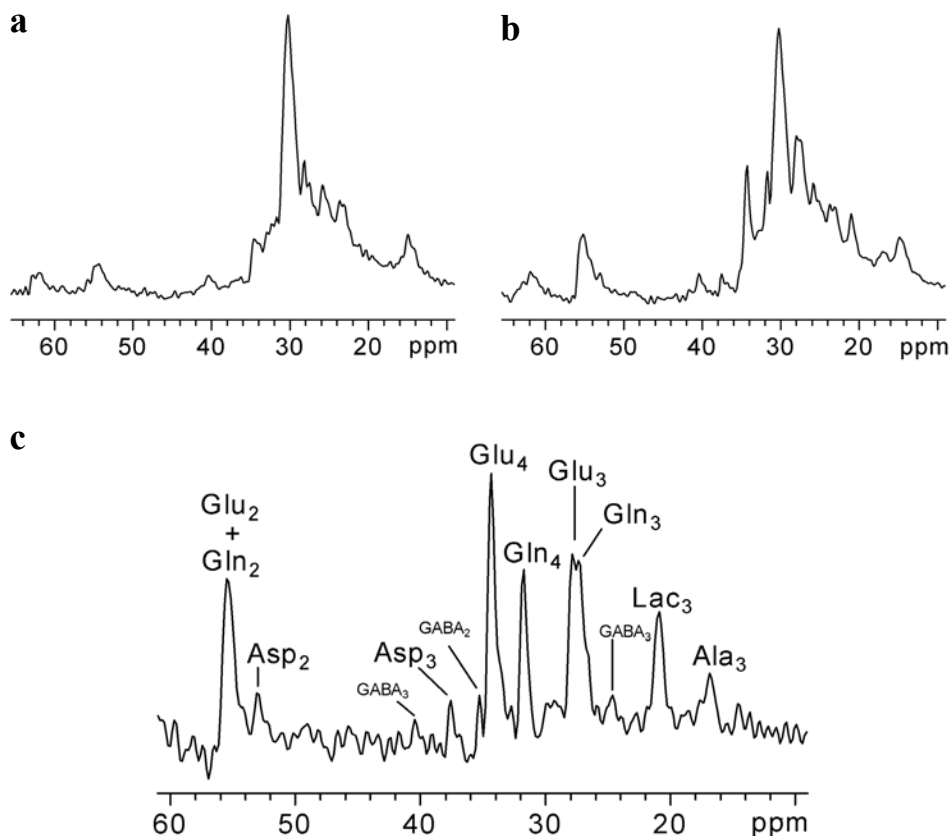 a
b
60 50 40 30 20 ppm
60 50 40 30 20 ppm
c
Glu₄
Glu₃
Glu₂
+
Gln₂
Gln₃
Gln₄
Lac₃
GABA₂
GABA₃
Asp₂
Asp₃
Ala₃
GABA₃
60 50 40 30 20 ppm